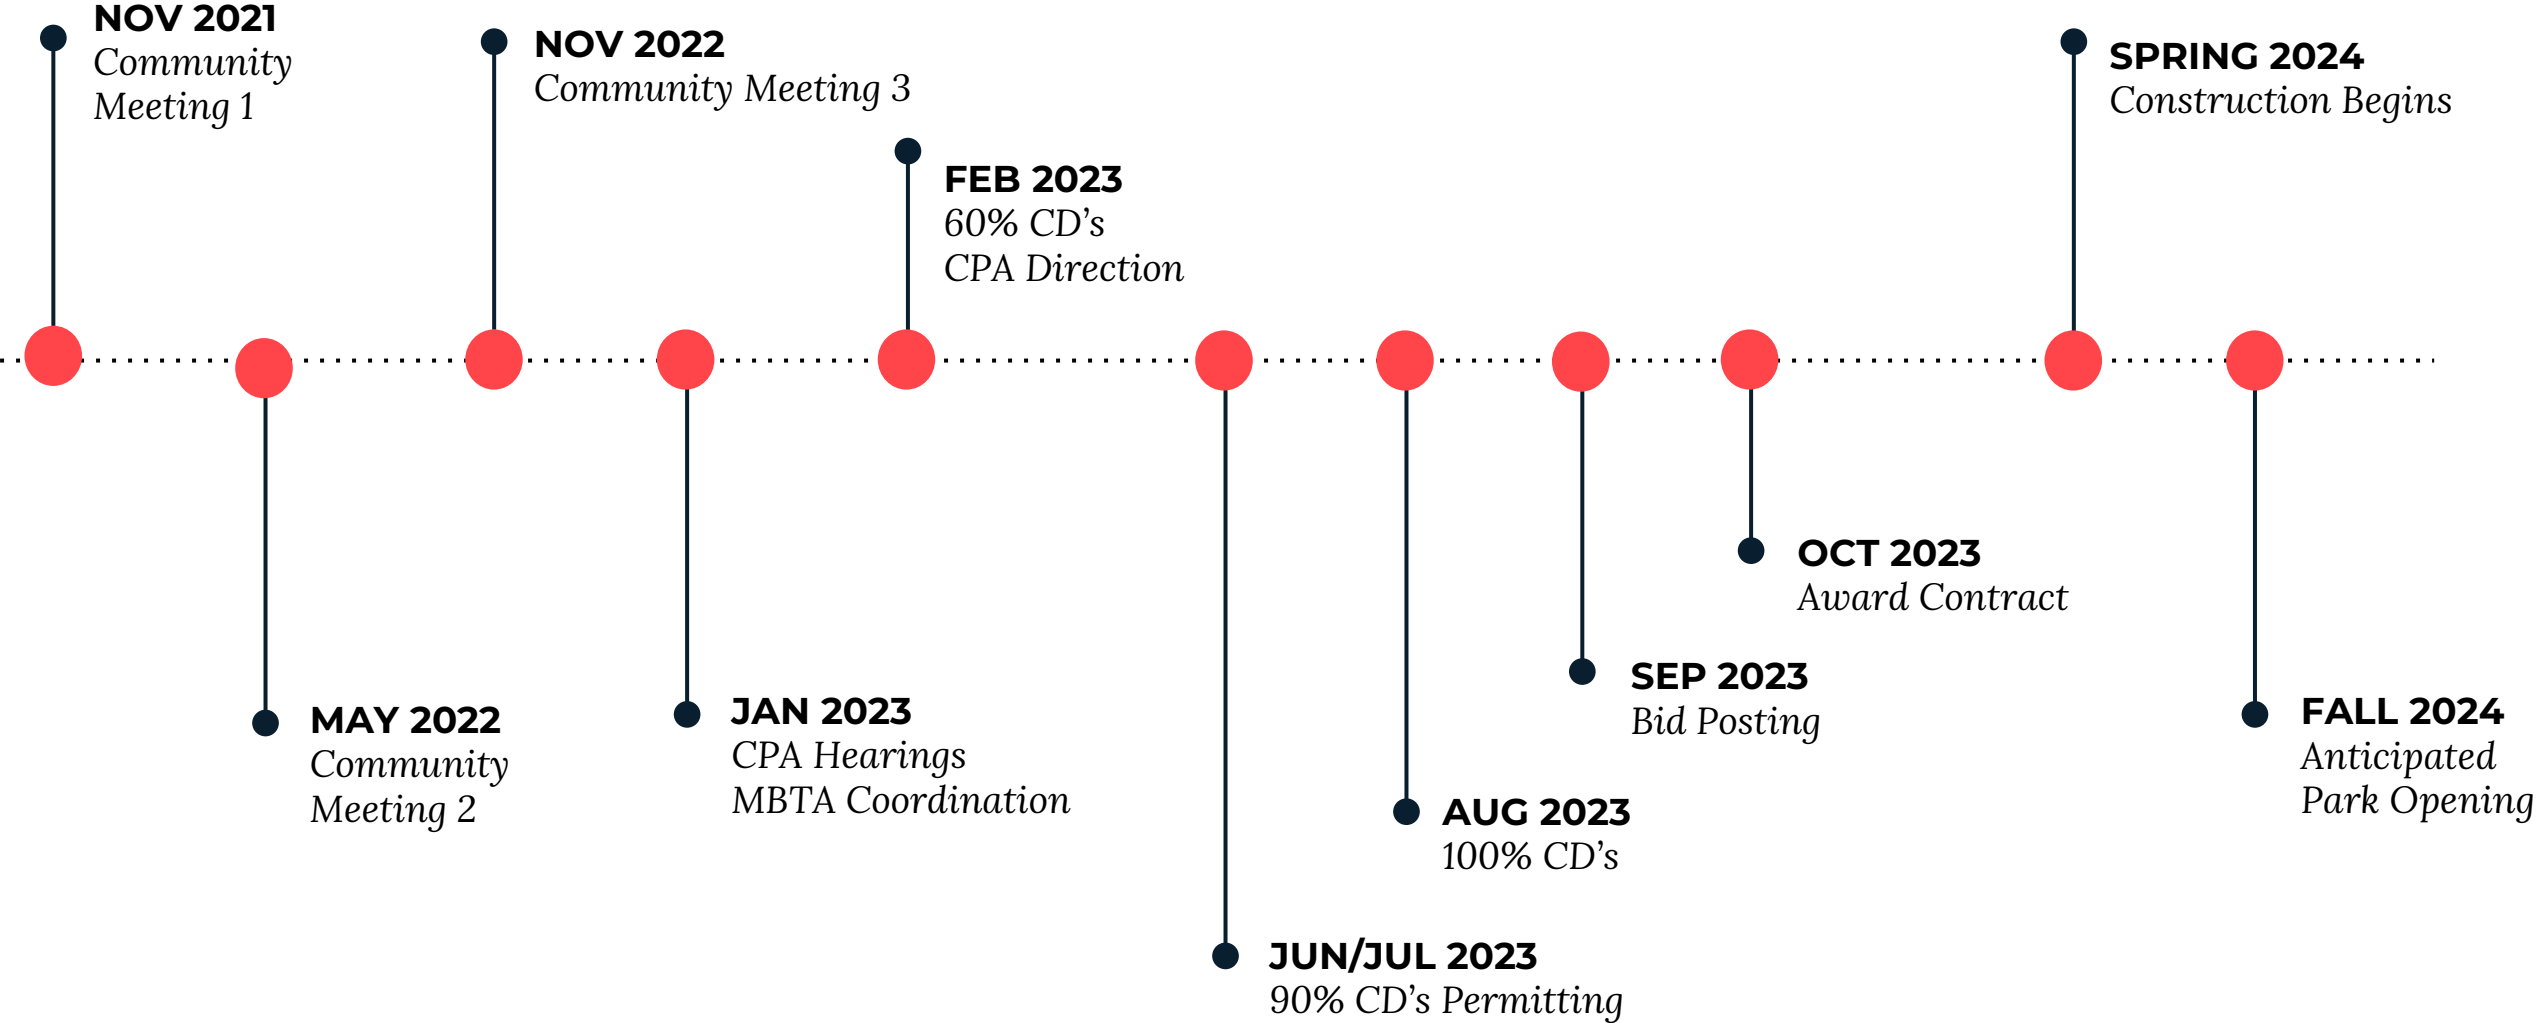 NOV 2021
Community
Meeting 1
MAY 2022
Community
Meeting 2
NOV 2022
Community Meeting 3
JAN 2023
CPA Hearings
MBTA Coordination
FEB 2023
60% CD’s
CPA Direction
JUN/JUL 2023
90% CD’s Permitting
AUG 2023
100% CD’s
SEP 2023
Bid Posting
OCT 2023
Award Contract
SPRING 2024
Construction Begins
FALL 2024
Anticipated
Park Opening